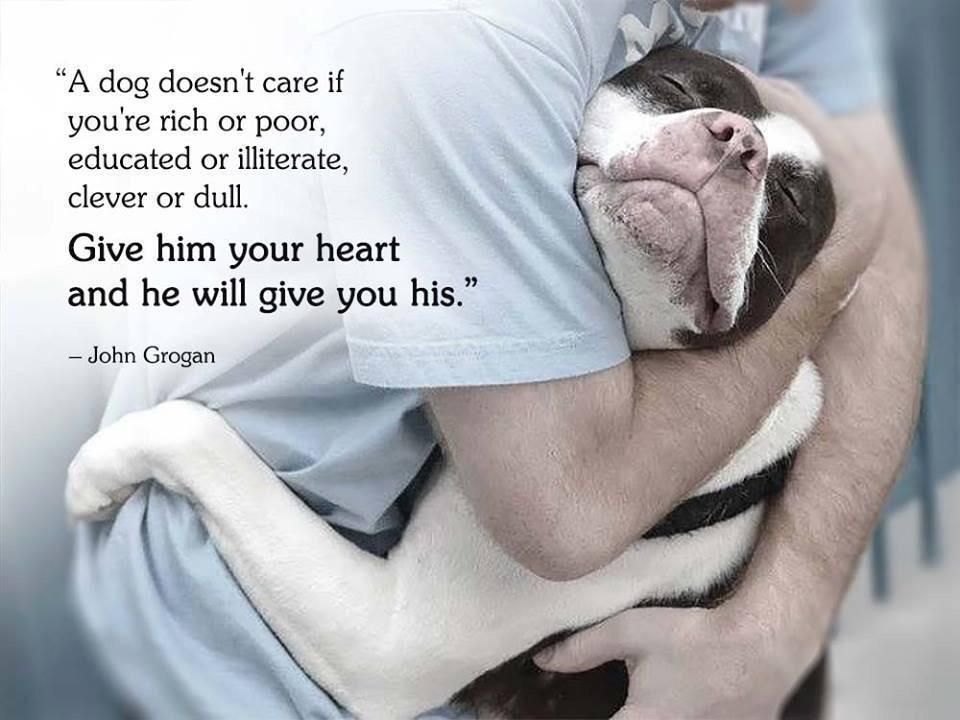 “A dog doesn't care if
you're rich or poor,
educated or illiterate,
clever or dull.
Give him your heart
and he will give you his.”
– John Grogan